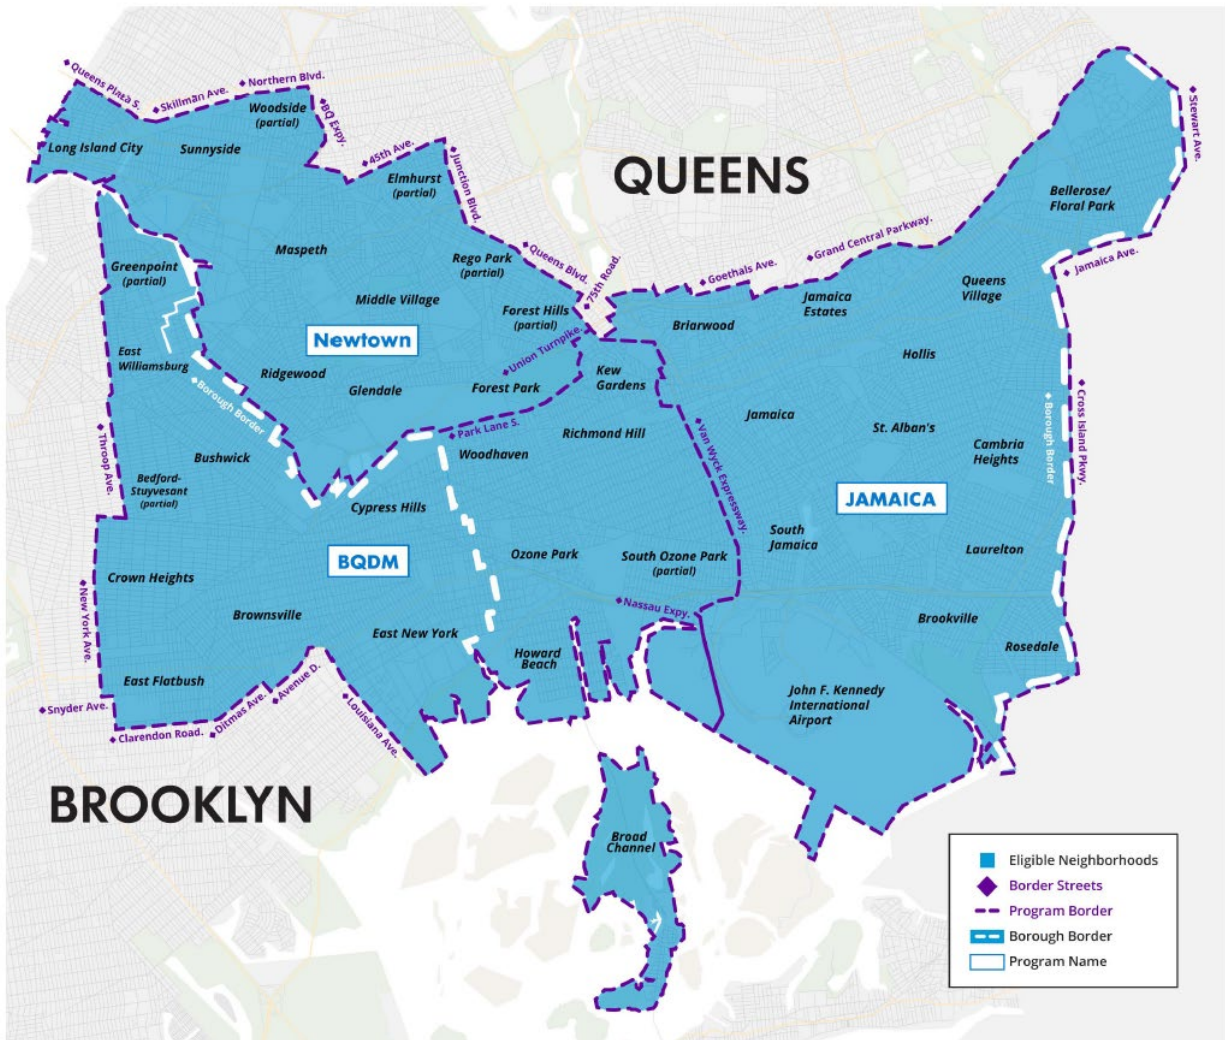 Queens Plaza S.
Skillman Ave.
Northern Blvd.
BQ Expy.
45th Ave.
Junction Blvd.
Queens Blvd.
75th Road.
Goethals Ave.
Grand Central Parkway.
Stewart Ave.
Jamaica Ave.
QUEENS
Woodside
(partial)
Long Island City
Sunnyside
Elmhurst
(partial)
Bellerose/
Floral Park
Maspeth
Rego Park
(partial)
Greenpoint
(partial)
Middle Village
Forest Hills
(partial)
Queens
Village
Jamaica
Estates
Briarwood
Newtown
Union Turnpike.
East
Williamsburg
Hollis
Ridgewood
Glendale
Forest Park
Kew
Gardens
Borough Border
Cross Island Pkwy.
Borough Border
Park Lane S.
Richmond Hill
Van Wyck Expressway.
Jamaica
St. Alban's
Cambria
Heights
Throop Ave.
Bushwick
Woodhaven
Bedford-
Stuyvesant
(partial)
Cypress Hills
JAMAICA
South
Jamaica
BQDM
Ozone Park
South Ozone Park
(partial)
Laurelton
Crown Heights
New York Ave.
Nassau Expy.
Brownsville
East New York
Brookville
Rosedale
Howard
Beach
East Flatbush
John F. Kennedy
International
Airport
Snyder Ave.
Clarendon Road.
Ditmas Ave.
Avenue D.
Louisiana Ave.
BROOKLYN
Broad
Channel
Eligible Neighborhoods
Border Streets
Program Border
Borough Border
Program Name